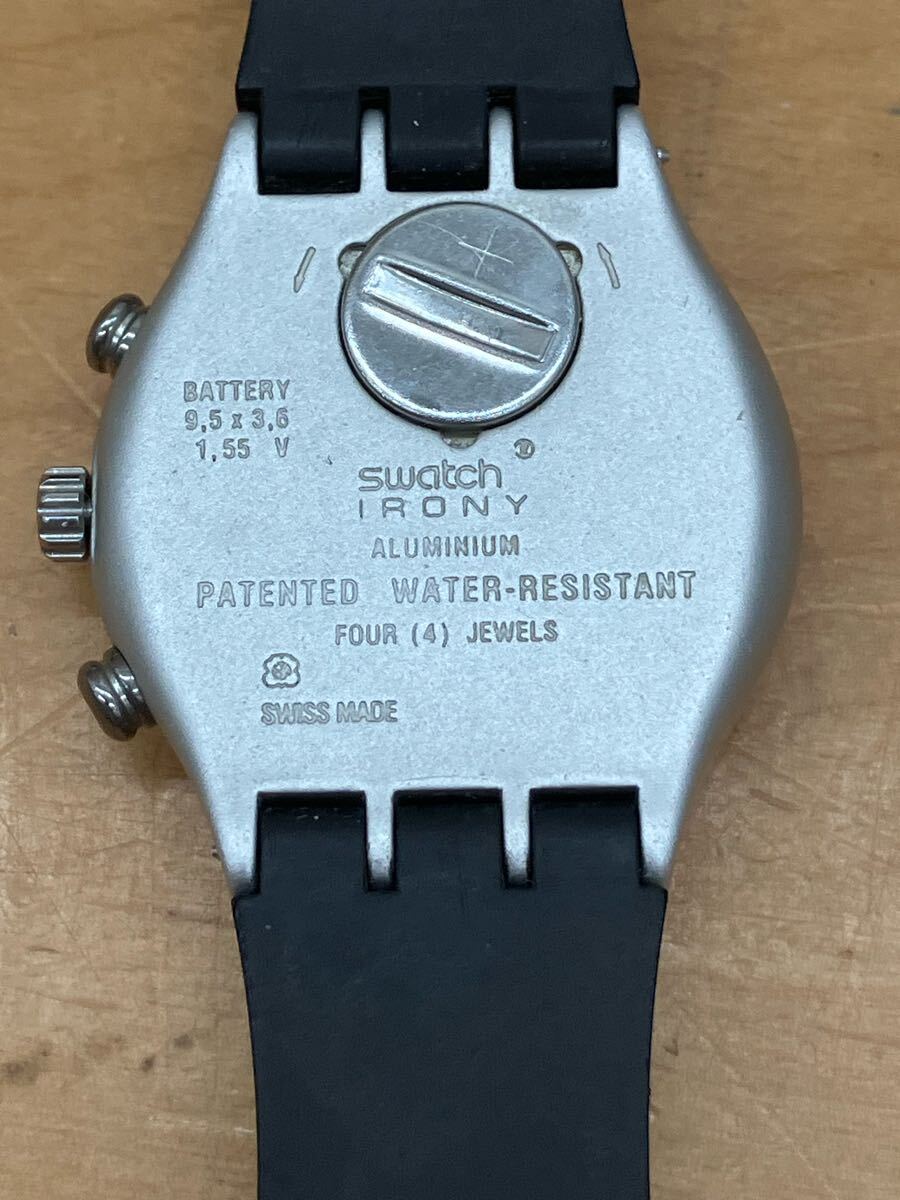 BATTERY
9,5 x 3,6
1,55 V
swatch
IRONY
ALUMINIUM
PATENTED WATER-RESISTANT
FOUR (4) JEWELS
SWISS MADE